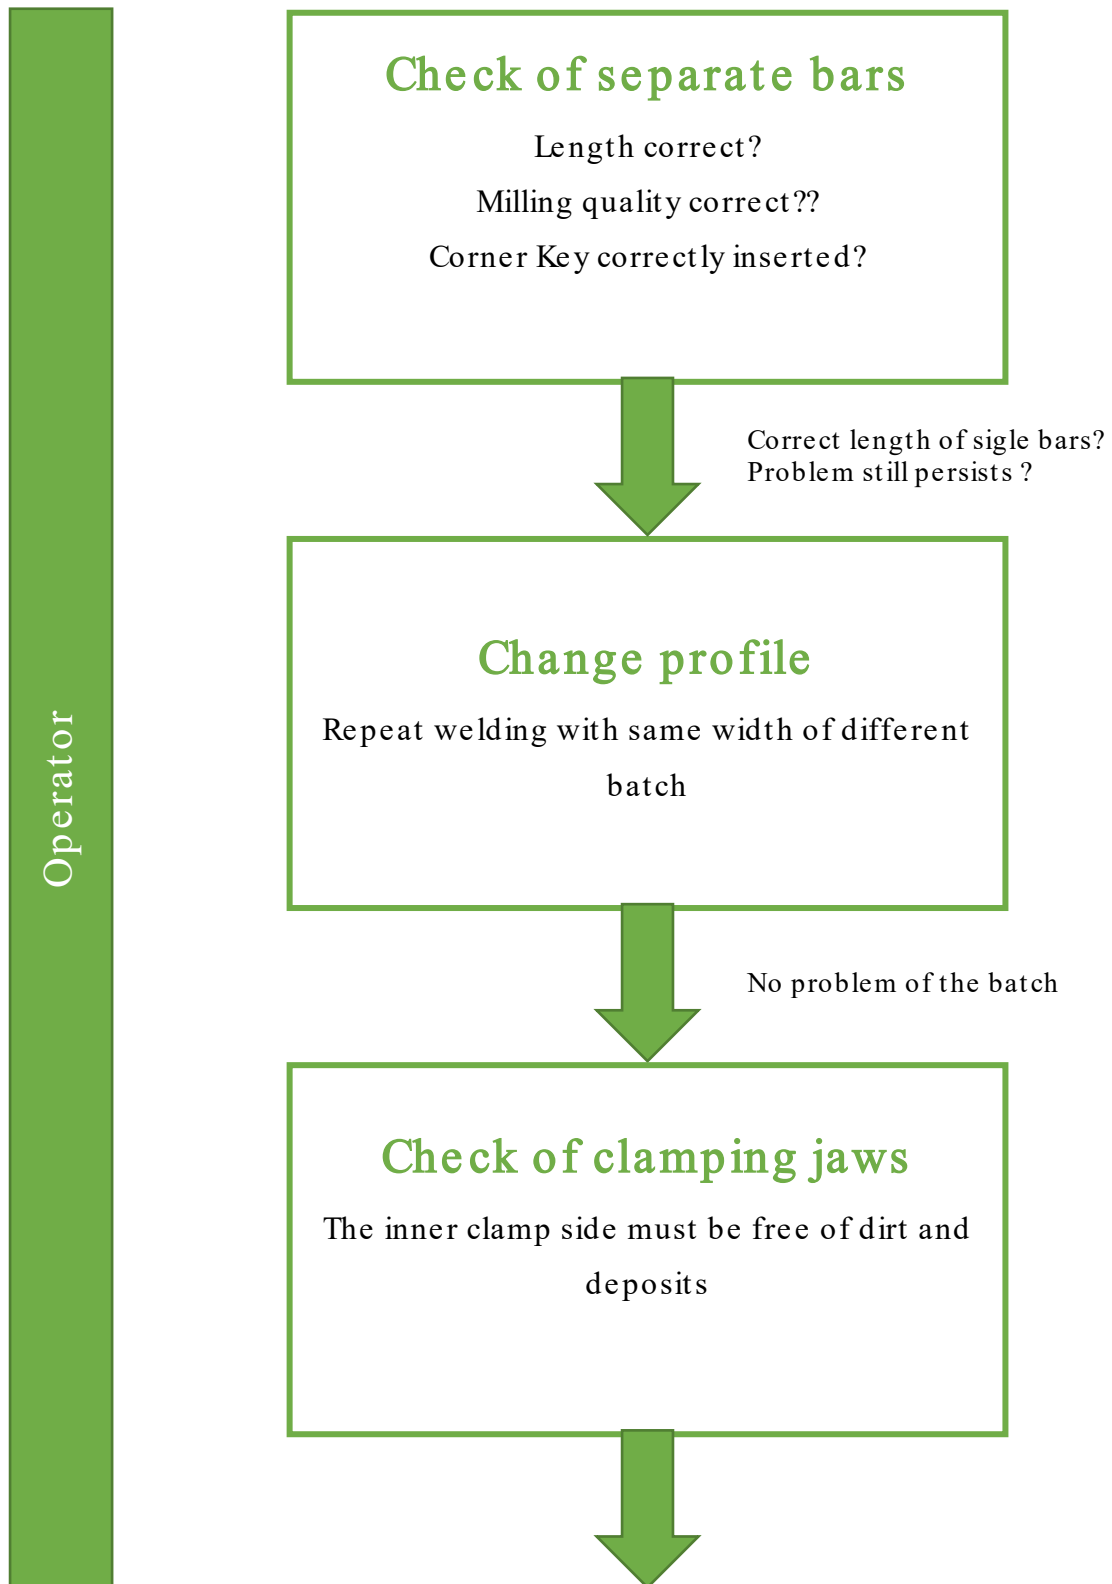 Check of separate bars
Length correct?
Milling quality correct??
Corner Key correctly inserted?
Correct length of sigle bars?
Problem still persists ?
Change profile
Repeat welding with same width of different
batch
Operator
No problem of the batch
Check of clamping jaws
The inner clamp side must be free of dirt and
deposits